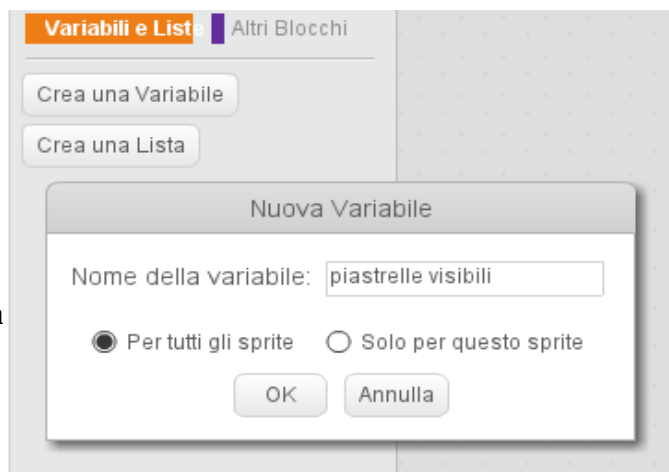 Variabili e Liste Altri Blocchi
Crea una Variabile
Crea una Lista
Nuova Variabile
Nome della variabile: piastrelle visibili
Per tutti gli sprite Solo per questo sprite
OK Annulla